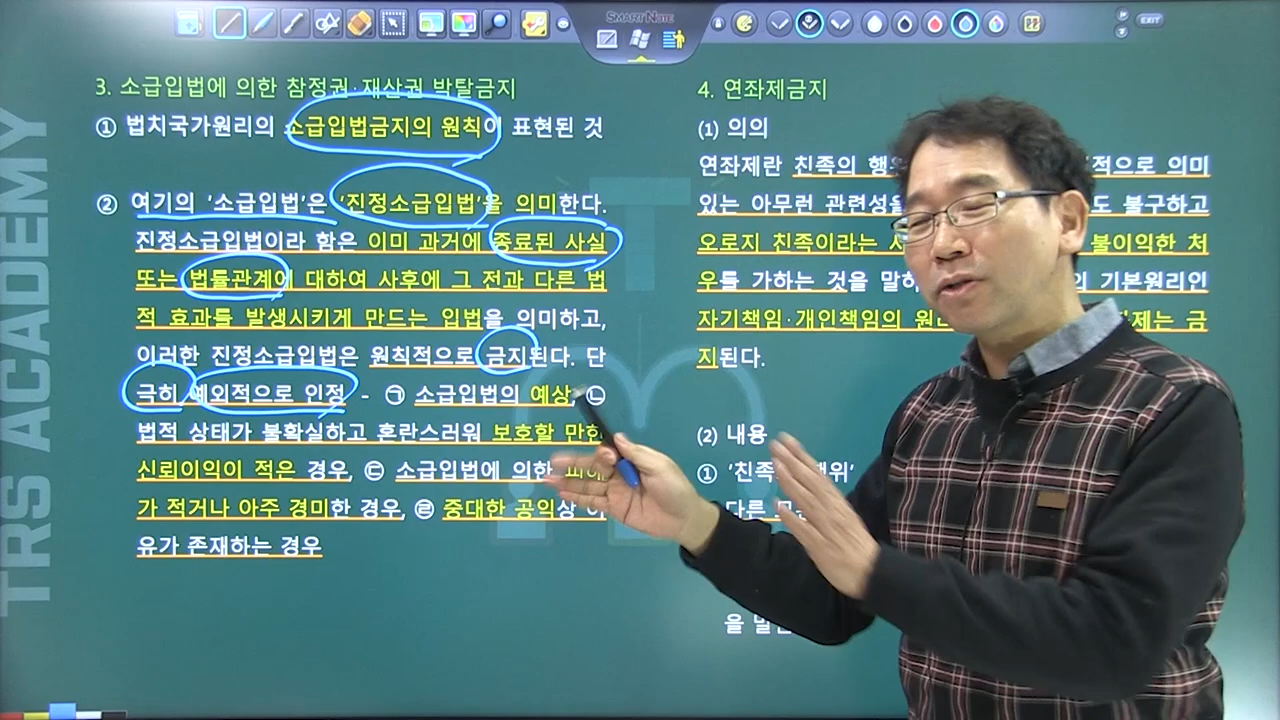 SMART NOTE
EXIT
TRS ACADEMY
3. 소급입법에 의한 참정권·재산권 박탈금지
① 법치국가원리의 소급입법금지의 원칙이 표현된 것
② 여기의 '소급입법'은 '진정소급입법'을 의미한다.
진정소급입법이라 함은 이미 과거에 종료된 사실
또는 법률관계에 대하여 사후에 그 전과 다른 법
적 효과를 발생시키게 만드는 입법을 의미하고,
이러한 진정소급입법은 원칙적으로 금지된다. 단
극히 예외적으로 인정 - ㉠ 소급입법의 예상, ㉡
법적 상태가 불확실하고 혼란스러워 보호할 만한
신뢰이익이 적은 경우, ㉢ 소급입법에 의한
가 적거나 아주 경미한 경우, ㉣ 중대한 공익상
유가 존재하는 경우
4. 연좌제금지
(1) 의의
연좌제란 친족의 의미
있는 아무런 관련성을 불구하고
오로지 친족이라는 불이익한 처
우를 가하는 것을 기본원리인
자기책임·개인책임의 금
지된다.
(2) 내용
① '친족
다른
을